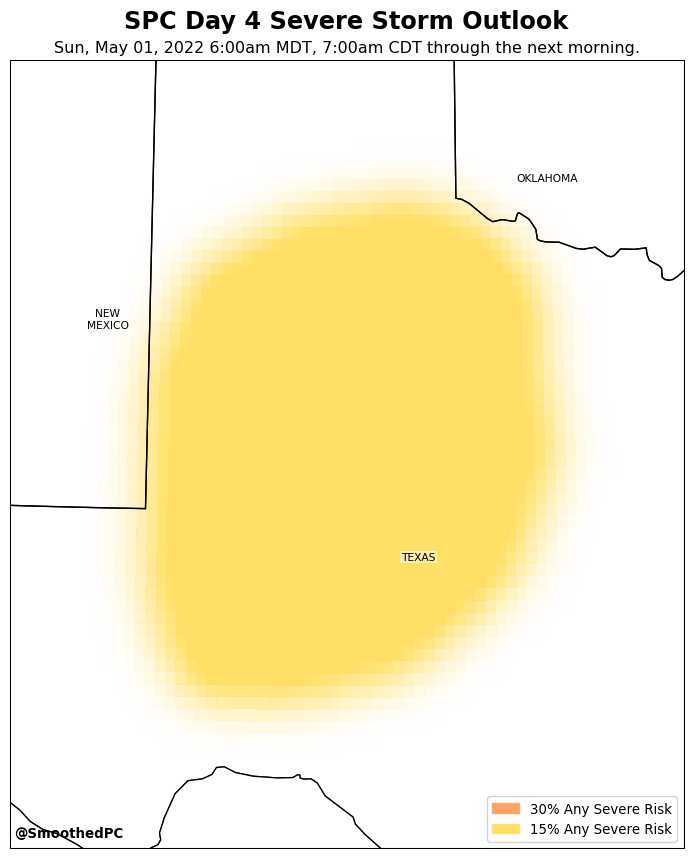 SPC Day 4 Severe Storm Outlook
Sun, May 01, 2022 6:00am MDT, 7:00am CDT through the next morning.
OKLAHOMA
NEW
MEXICO
TEXAS
30% Any Severe Risk
15% Any Severe Risk
@SmoothedPC